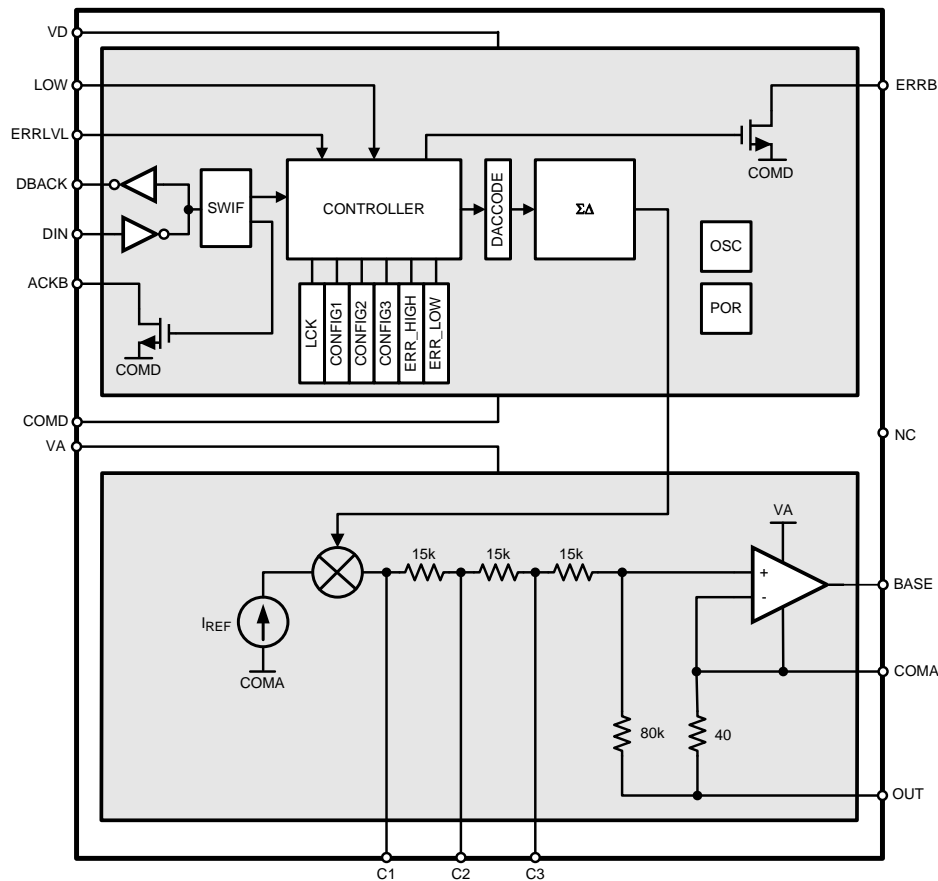 VD
LOW
ERRB
ERRLVL
COMD
DBACK
SWIF
CONTROLLER
DACCODE
ΣΔ
DIN
OSC
ACKB
LCK
CONFIG1
CONFIG2
CONFIG3
ERR_HIGH
ERR_LOW
POR
COMD
COMD
VA
NC
VA
15k
15k
15k
+
-
BASE
IREF
COMA
COMA
80k
40
OUT
C1
C2
C3